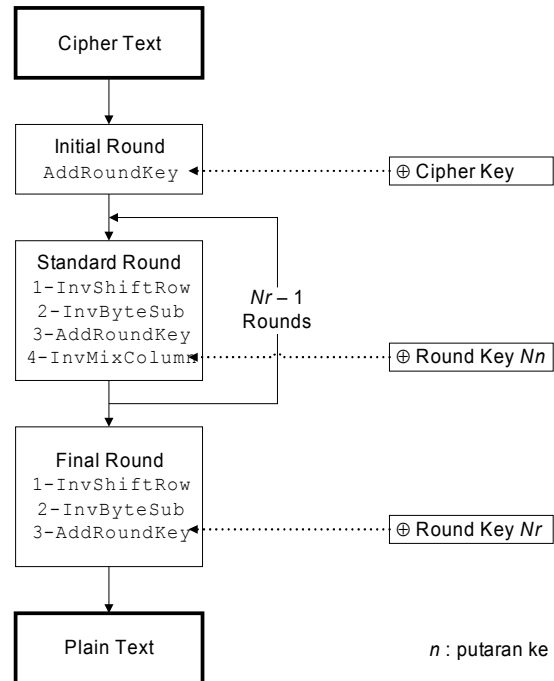 Cipher Text
Initial Round
AddRoundKey
⊕ Cipher Key
Standard Round
1-InvShiftRow
2-InvByteSub
3-AddRoundKey
4-InvMixColumn
Nr – 1
Rounds
⊕ Round Key Nn
Final Round
1-InvShiftRow
2-InvByteSub
3-AddRoundKey
⊕ Round Key Nr
Plain Text
n : putaran ke